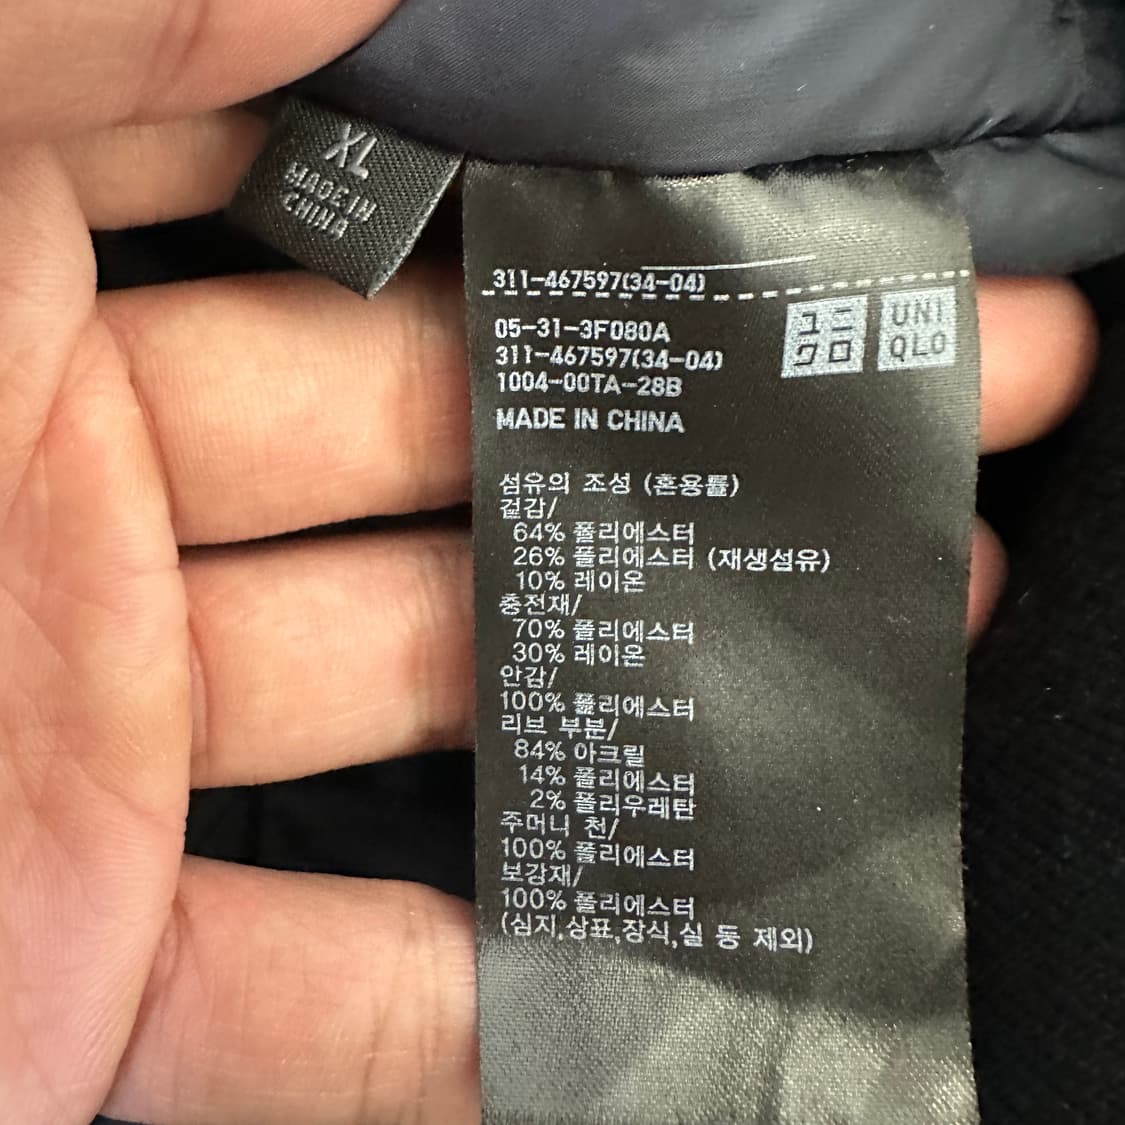 XL
MADE IN
CHINA
311-467597(34-04)
05-31-3F080A
311-467597(34-04)
1004-00TA-28B
MADE IN CHINA
ユニ
クロ
UNI
QLO
섬유의 조성 (혼용률)
겉감/
64% 폴리에스터
26% 폴리에스터 (재생섬유)
10% 레이온
충전재/
70% 폴리에스터
30% 레이온
안감/
100% 폴리에스터
리브 부분/
84% 아크릴
14% 폴리에스터
2% 폴리우레탄
주머니 천/
100% 폴리에스터
보강재/
100% 폴리에스터
(심지,상표,장식,실 등 제외)